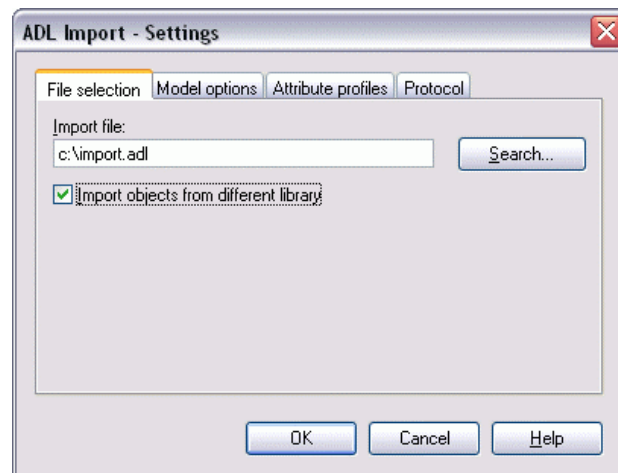 ADL Import - Settings
File selection Model options Attribute profiles Protocol
Import file:
c:\import.adl Search...
Import objects from different library
OK Cancel Help